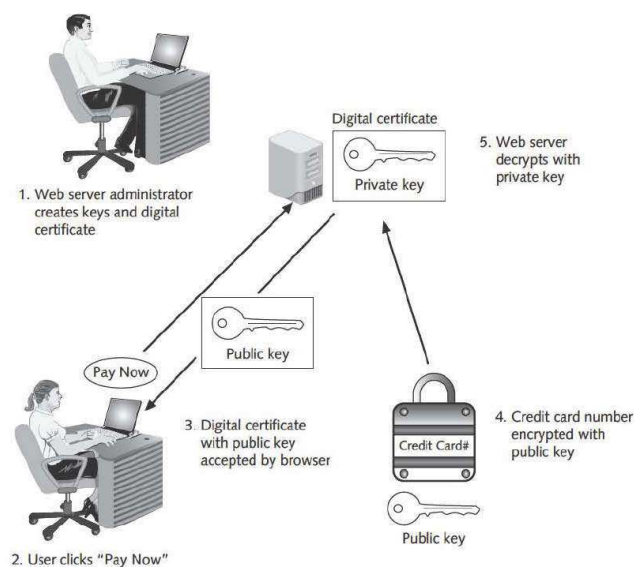 1. Web server administrator
creates keys and digital
certificate
Digital certificate
Private key
5. Web server
decrypts with
private key
Public key
Pay Now
3. Digital certificate
with public key
accepted by browser
Credit Card#
4. Credit card number
encrypted with
public key
Public key
2. User clicks "Pay Now"